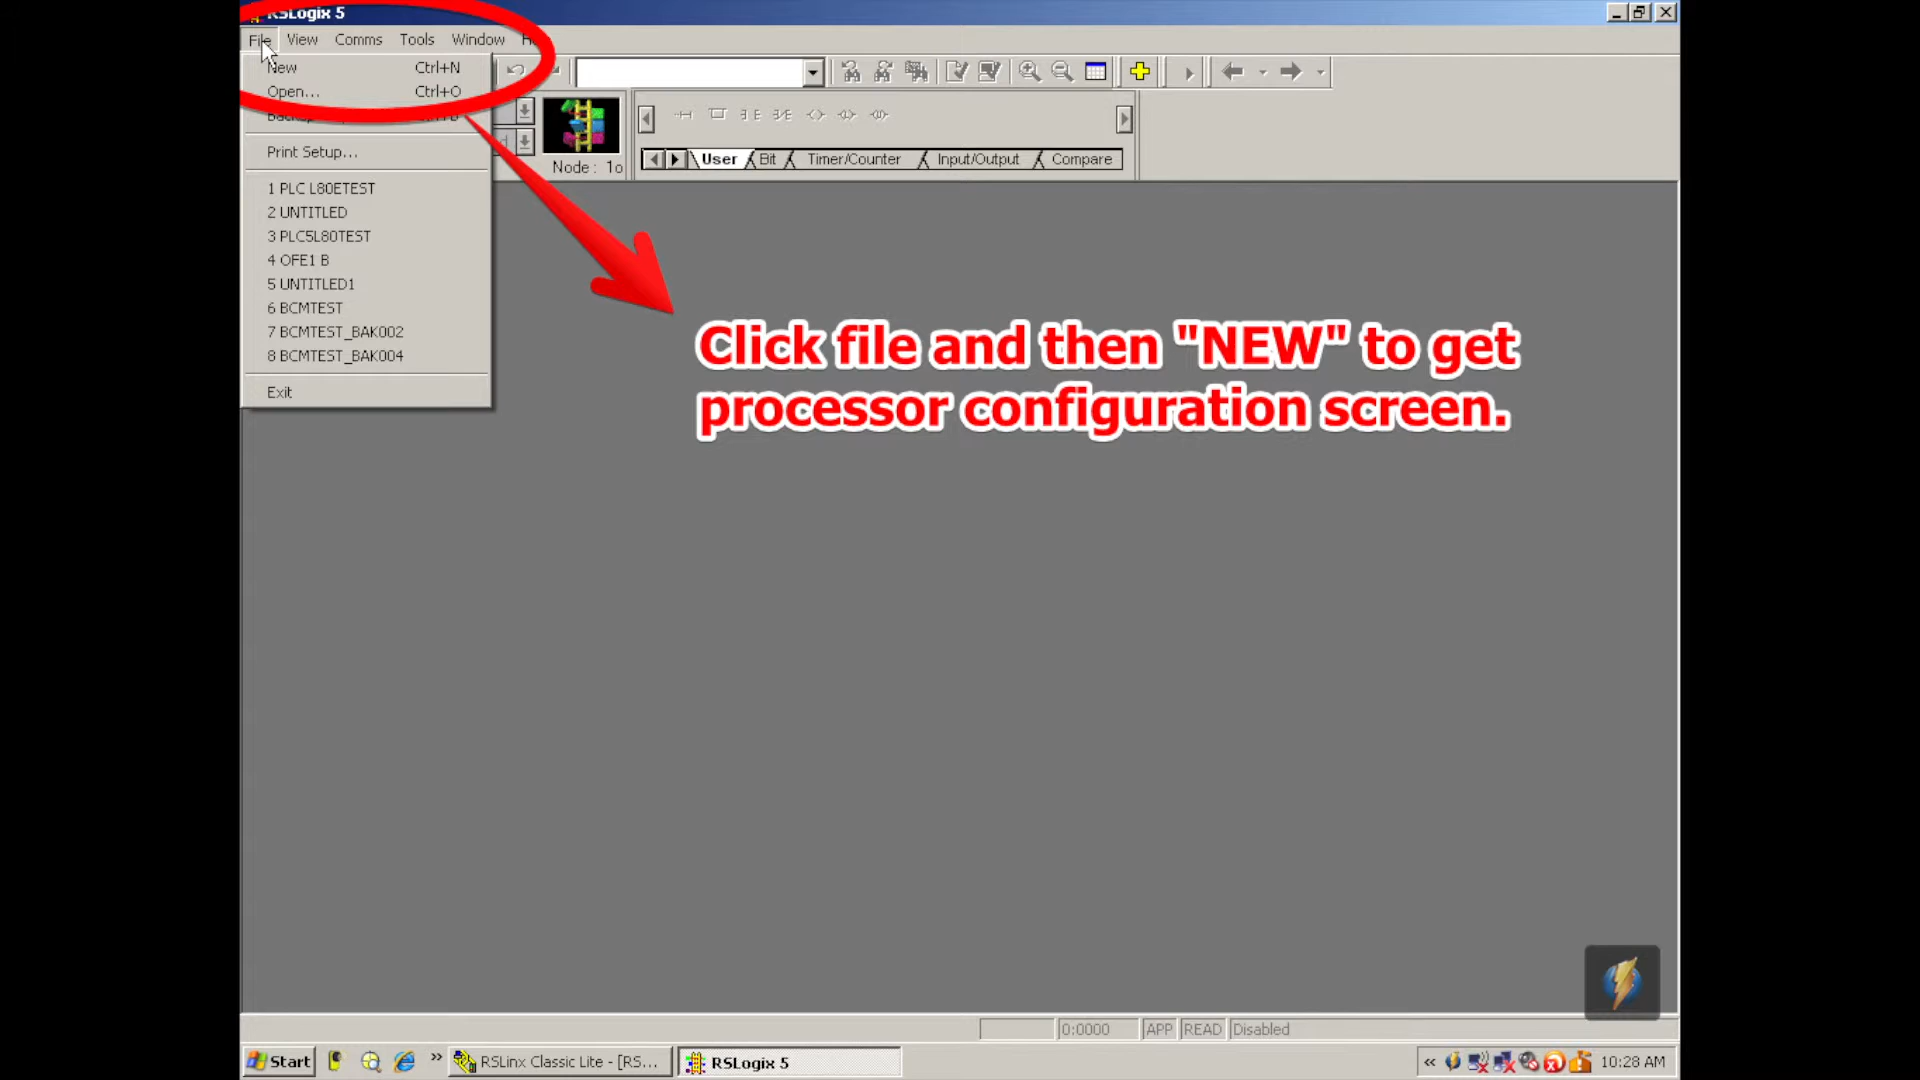 RSLogix 5
File View Comms Tools Window
New Ctrl+N
Open... Ctrl+O
Print Setup...
1 PLC L80ETEST
2 UNTITLED
3 PLC5L80TEST
4 OFE1 B
5 UNTITLED1
6 BCMTEST
7 BCMTEST_BAK002
8 BCMTEST_BAK004
Exit
Node : 1o
User Bit Timer/Counter Input/Output Compare
Click file and then "NEW" to get
processor configuration screen.
0:0000 APP READ Disabled
Start RSLinx Classic Lite - [RS... RSLogix 5 10:28 AM